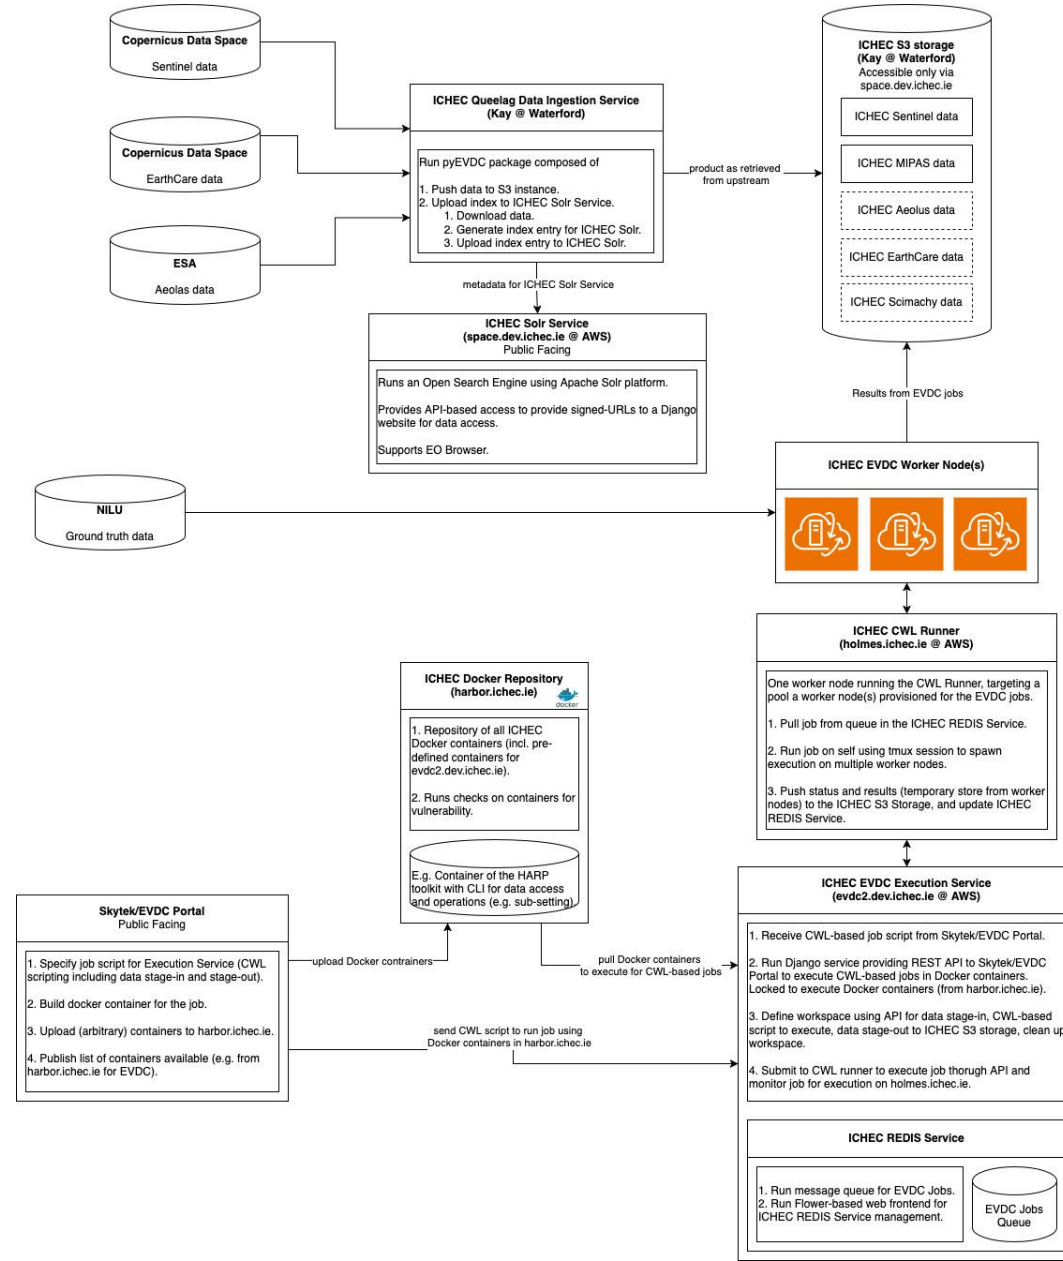 Copernicus Data Space
Sentinel data
Copernicus Data Space
EarthCare data
ESA
Aeolas data
ICHEC Queelag Data Ingestion Service
(Kay @ Waterford)
Run pyEVDC package composed of
1. Push data to S3 instance.
2. Upload index to ICHEC Solr Service.
1. Download data.
2. Generate index entry for ICHEC Solr.
3. Upload index entry to ICHEC Solr.
product as retrieved
from upstream
ICHEC S3 storage
(Kay @ Waterford)
Accessible only via
space.dev.ichec.ie
ICHEC Sentinel data
ICHEC MIPAS data
ICHEC Aeolus data
ICHEC EarthCare data
ICHEC Scimachy data
metadata for ICHEC Solr Service
ICHEC Solr Service
(space.dev.ichec.ie @ AWS)
Public Facing
Runs an Open Search Engine using Apache Solr platform.
Provides API-based access to provide signed-URLs to a Django
website for data access.
Supports EO Browser.
Results from EVDC jobs
NILU
Ground truth data
ICHEC EVDC Worker Node(s)
ICHEC CWL Runner
(holmes.ichec.ie @ AWS)
One worker node running the CWL Runner, targeting a
pool a worker node(s) provisioned for the EVDC jobs.
1. Pull job from queue in the ICHEC REDIS Service.
2. Run job on self using tmux session to spawn
execution on multiple worker nodes.
3. Push status and results (temporary store from worker
nodes) to the ICHEC S3 Storage, and update ICHEC
REDIS Service.
ICHEC Docker Repository
(harbor.ichec.ie)
docker
1. Repository of all ICHEC
Docker containers (incl. pre-
defined containers for
evdc2.dev.ichec.ie).
2. Runs checks on containers for
vulnerability.
E.g. Container of the HARP
toolkit with CLI for data access
and operations (e.g. sub-setting)
Skytek/EVDC Portal
Public Facing
1. Specify job script for Execution Service (CWL
scripting including data stage-in and stage-out).
2. Build docker container for the job.
3. Upload (arbitrary) containers to harbor.ichec.ie.
4. Publish list of containers available (e.g. from
harbor.ichec.ie for EVDC).
upload Docker contrainers
pull Docker containers
to execute for CWL-based jobs
send CWL script to run job using
Docker containers in harbor.ichec.ie
ICHEC EVDC Execution Service
(evdc2.dev.ichec.ie @ AWS)
1. Receive CWL-based job script from Skytek/EVDC Portal.
2. Run Django service providing REST API to Skytek/EVDC
Portal to execute CWL-based jobs in Docker containers.
Locked to execute Docker containers (from harbor.ichec.ie).
3. Define workspace using API for data stage-in, CWL-based
script to execute, data stage-out to ICHEC S3 storage, clean up
workspace.
4. Submit to CWL runner to execute job thorugh API and
monitor job for execution on holmes.ichec.ie.
ICHEC REDIS Service
1. Run message queue for EVDC Jobs.
2. Run Flower-based web frontend for
ICHEC REDIS Service management.
EVDC Jobs
Queue